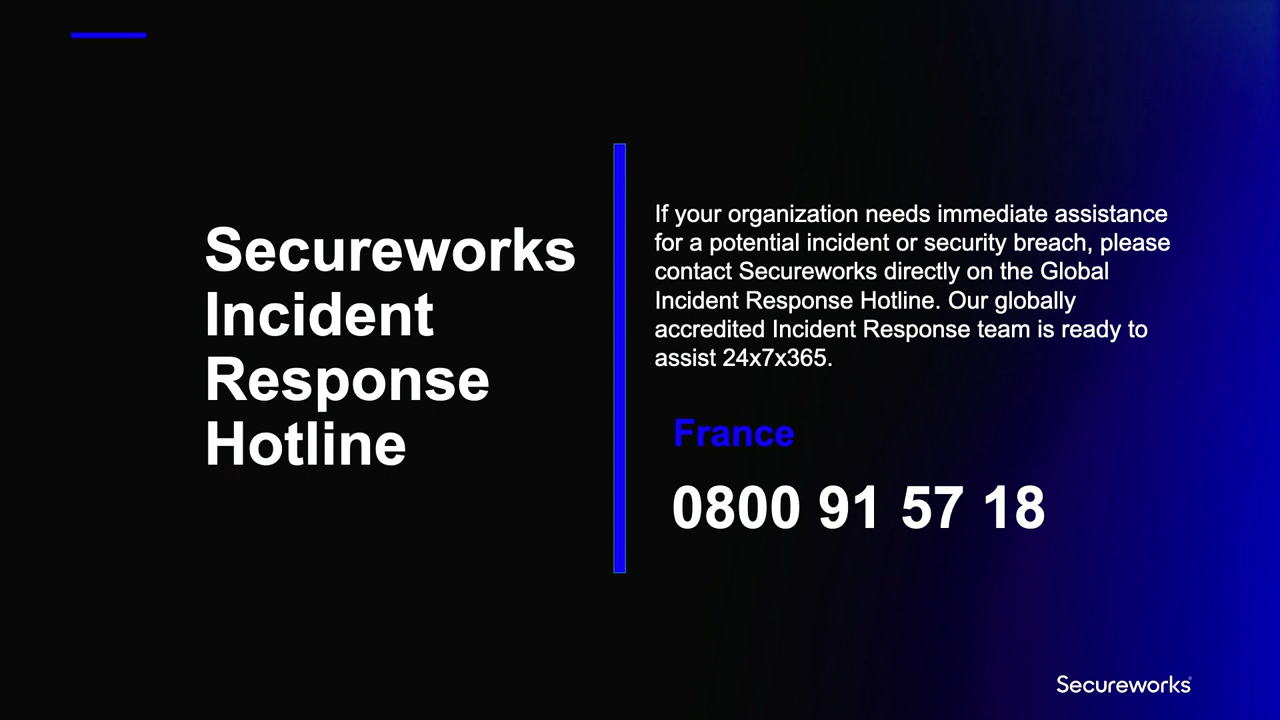 Secureworks
Incident
Response
Hotline
If your organization needs immediate assistance
for a potential incident or security breach, please
contact Secureworks directly on the Global
Incident Response Hotline. Our globally
accredited Incident Response team is ready to
assist 24x7x365.
France
0800 91 57 18
Secureworks